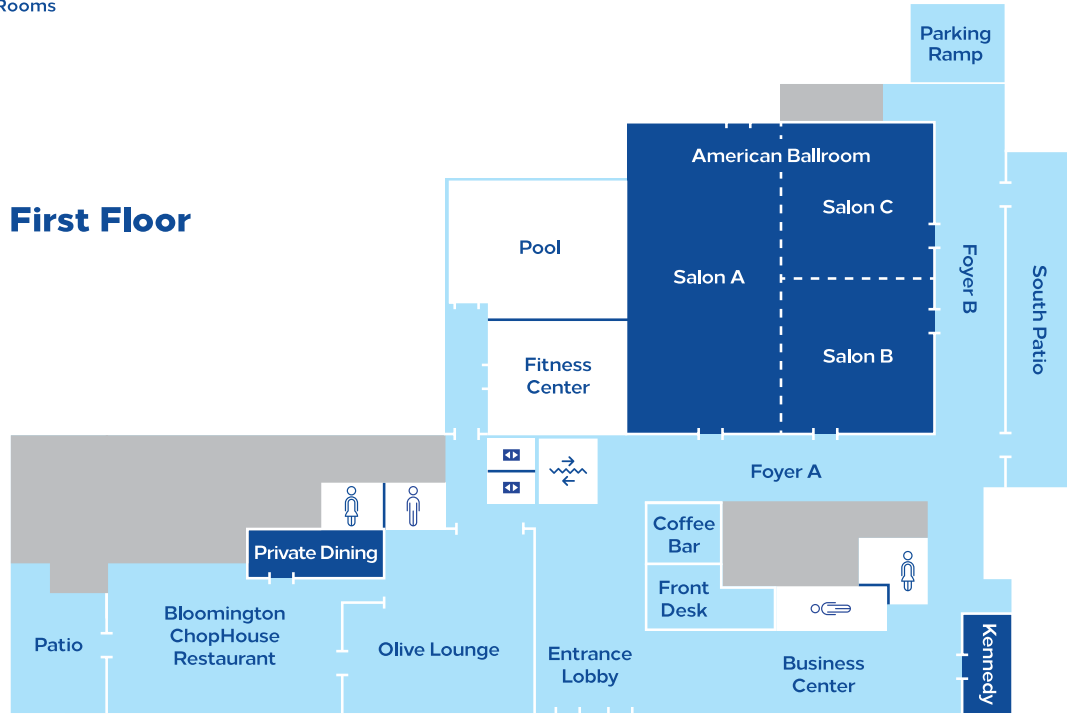 Rooms
Parking
Ramp
American Ballroom
Salon C
First Floor
Pool
Salon A
Foyer B
South Patio
Salon B
Fitness
Center
Foyer A
Coffee
Bar
Private Dining
Front
Desk
Bloomington
ChopHouse
Restaurant
Patio
Olive Lounge
Entrance
Lobby
Business
Center
Kennedy